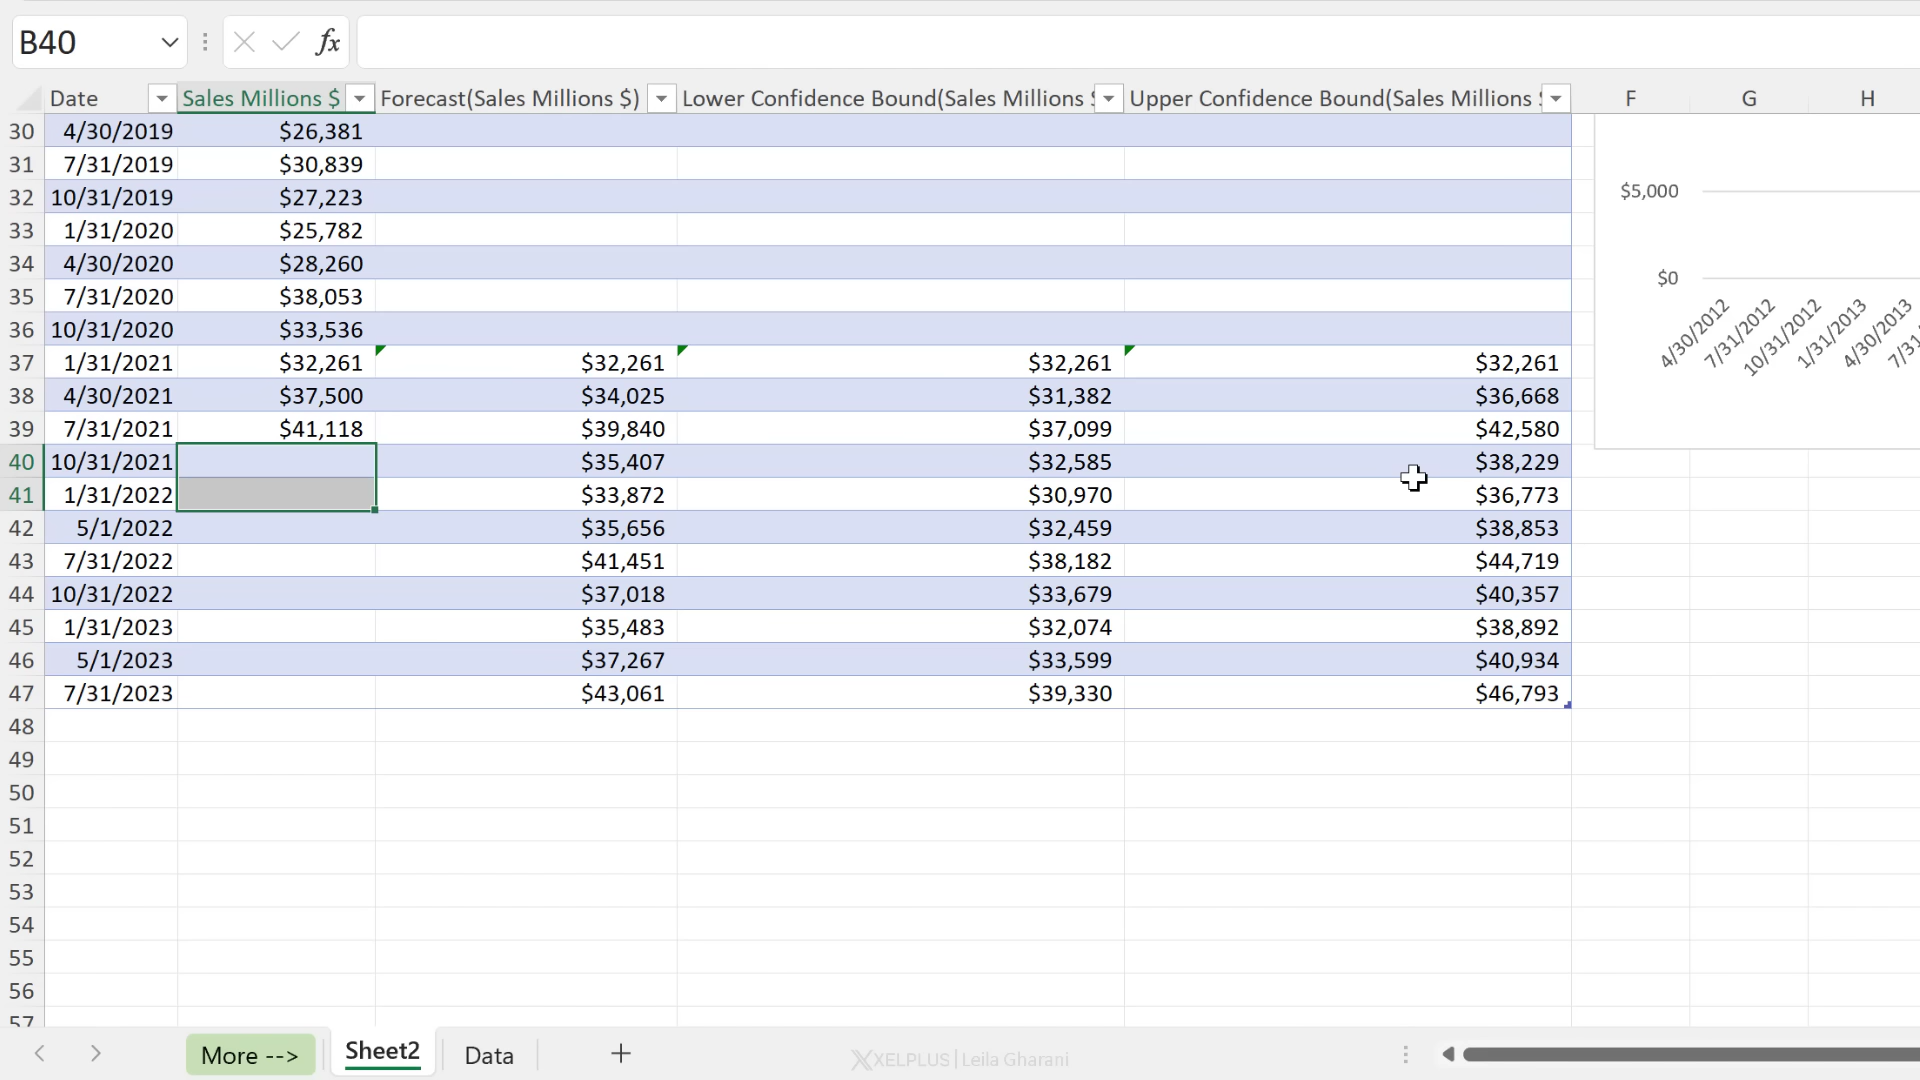 B40
fx
Date Sales Millions $ Forecast(Sales Millions $) Lower Confidence Bound(Sales Millions Upper Confidence Bound(Sales Millions F G H
30 4/30/2019 $26,381
31 7/31/2019 $30,839
32 10/31/2019 $27,223
33 1/31/2020 $25,782
34 4/30/2020 $28,260
35 7/31/2020 $38,053
36 10/31/2020 $33,536
37 1/31/2021 $32,261 $32,261 $32,261 $32,261
38 4/30/2021 $37,500 $34,025 $31,382 $36,668
39 7/31/2021 $41,118 $39,840 $37,099 $42,580
40 10/31/2021 $35,407 $32,585 $38,229
41 1/31/2022 $33,872 $30,970 $36,773
42 5/1/2022 $35,656 $32,459 $38,853
43 7/31/2022 $41,451 $38,182 $44,719
44 10/31/2022 $37,018 $33,679 $40,357
45 1/31/2023 $35,483 $32,074 $38,892
46 5/1/2023 $37,267 $33,599 $40,934
47 7/31/2023 $43,061 $39,330 $46,793
48
49
50
51
52
53
54
55
56
57
$5,000
$0
4/30/2012
7/31/2012
10/31/2012
1/31/2013
4/30/2013
More --> Sheet2 Data
XELPLUS | Leila Gharani